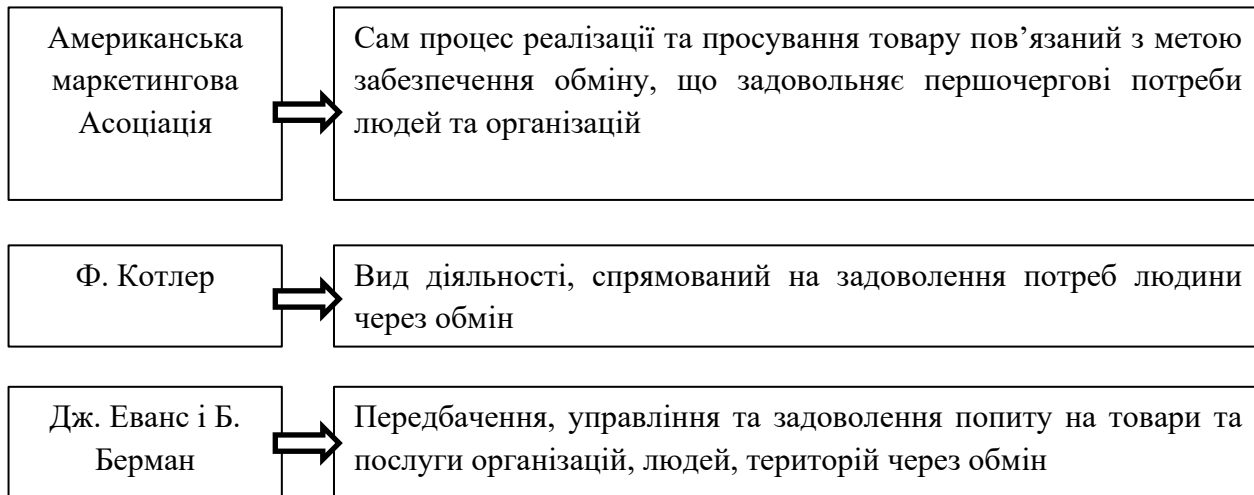 Американська
маркетингова
Асоціація
Сам процес реалізації та просування товару пов’язаний з метою
забезпечення обміну, що задовольняє першочергові потреби
людей та організацій
Ф. Котлер
Вид діяльності, спрямований на задоволення потреб людини
через обмін
Дж. Еванс і Б.
Берман
Передбачення, управління та задоволення попиту на товари та
послуги організацій, людей, територій через обмін